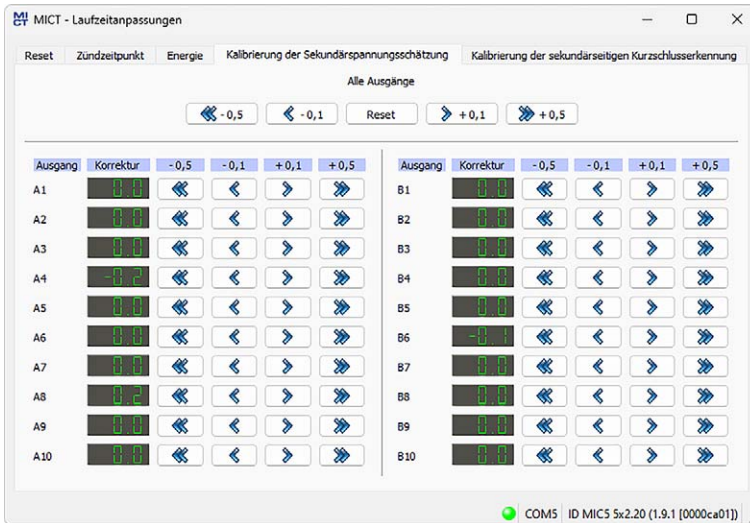 MICT MICT - Laufzeitanpassungen
Reset Zündzeitpunkt Energie Kalibrierung der Sekundärspannungsschätzung Kalibrierung der sekundärseitigen Kurzschlusserkennung
Alle Ausgänge
- 0,5 - 0,1 Reset + 0,1 + 0,5
Ausgang Korrektur - 0,5 - 0,1 + 0,1 + 0,5 Ausgang Korrektur - 0,5 - 0,1 + 0,1 + 0,5
A1 0.0 B1 0.0
A2 0.0 B2 0.0
A3 0.0 B3 0.0
A4 -0.2 B4 0.0
A5 0.0 B5 0.0
A6 0.0 B6 -0.1
A7 0.0 B7 0.0
A8 0.2 B8 0.0
A9 0.0 B9 0.0
A10 0.0 B10 0.0
COM5 ID MIC5 5x2.20 (1.9.1 [0000ca01])